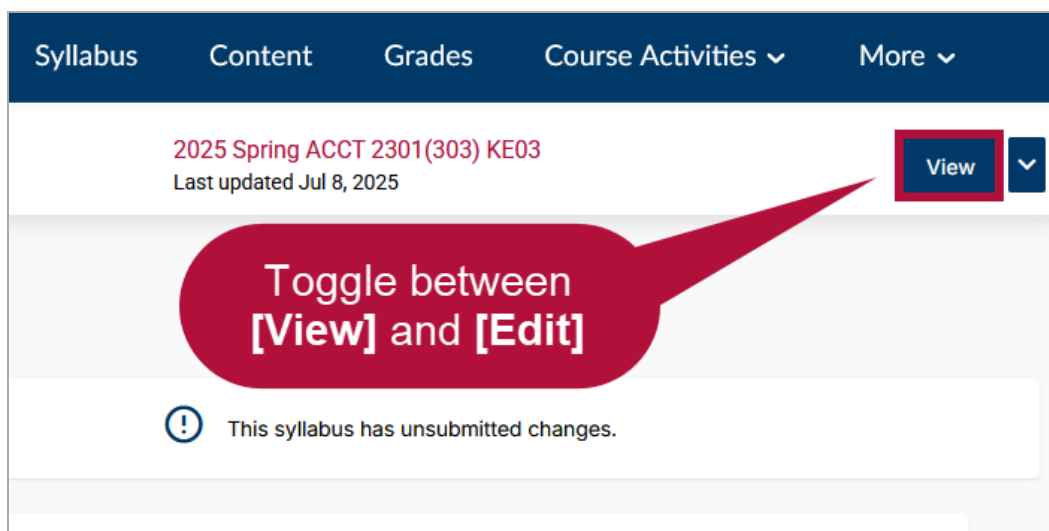 Syllabus Content Grades Course Activities More
2025 Spring ACCT 2301(303) KE03
Last updated Jul 8, 2025
View
Toggle between
[View] and [Edit]
This syllabus has unsubmitted changes.